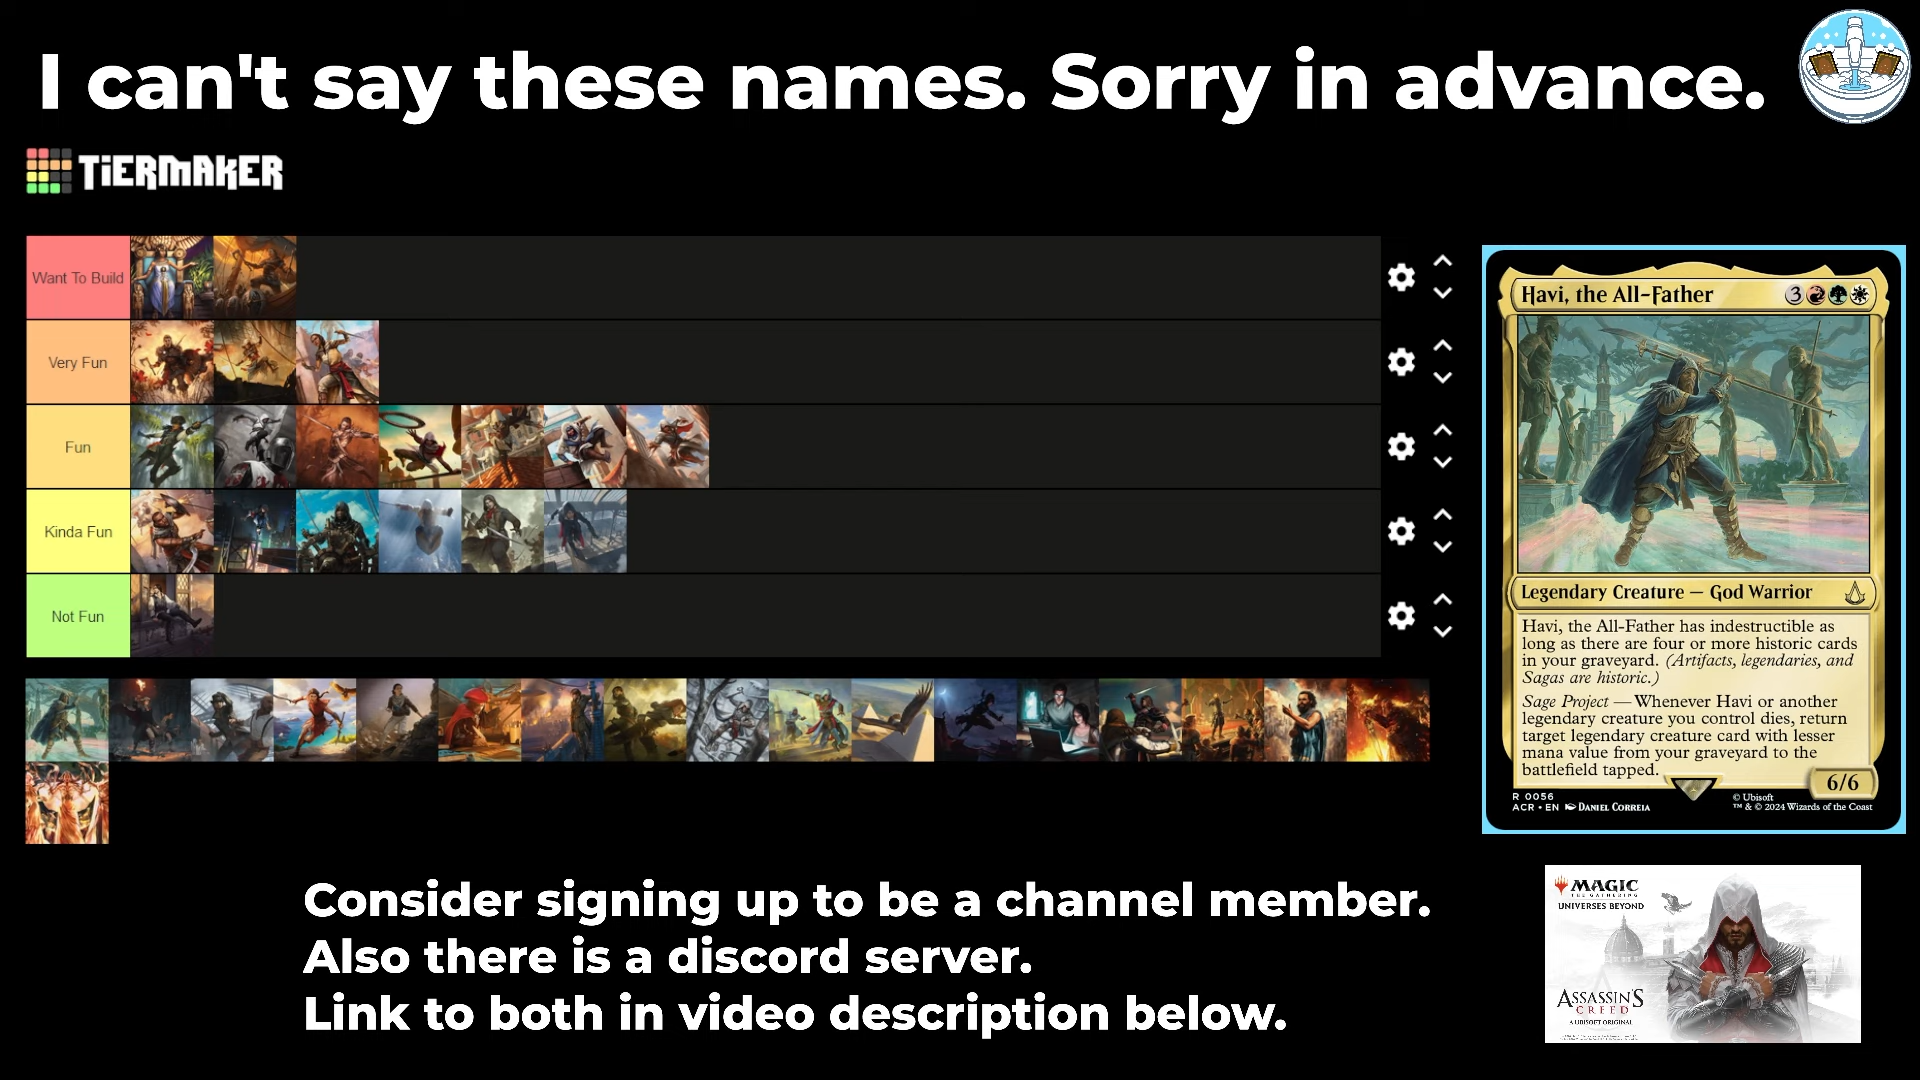 I can't say these names. Sorry in advance.
TiERMAKER
Want To Build
Very Fun
Fun
Kinda Fun
Not Fun
Havi, the All-Father
3
Legendary Creature — God Warrior
Havi, the All-Father has indestructible as
long as there are four or more historic cards
in your graveyard. (Artifacts, legendaries, and
Sagas are historic.)
Sage Project — Whenever Havi or another
legendary creature you control dies, return
target legendary creature card with lesser
mana value from your graveyard to the
battlefield tapped.
6/6
R 0056
ACR • EN DANIEL CORREIA
© Ubisoft
™ & © 2024 Wizards of the Coast
Consider signing up to be a channel member.
Also there is a discord server.
Link to both in video description below.
MAGIC
THE GATHERING
UNIVERSES BEYOND
ASSASSIN'S
CREED
A UBISOFT ORIGINAL